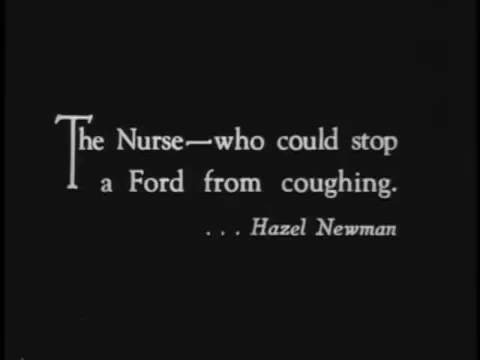 The Nurse—who could stop
a Ford from coughing.
. . . Hazel Newman